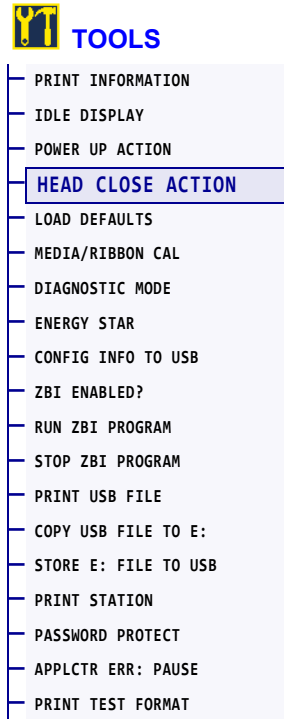 TOOLS
PRINT INFORMATION
IDLE DISPLAY
POWER UP ACTION
HEAD CLOSE ACTION
LOAD DEFAULTS
MEDIA/RIBBON CAL
DIAGNOSTIC MODE
ENERGY STAR
CONFIG INFO TO USB
ZBI ENABLED?
RUN ZBI PROGRAM
STOP ZBI PROGRAM
PRINT USB FILE
COPY USB FILE TO E:
STORE E: FILE TO USB
PRINT STATION
PASSWORD PROTECT
APPLCTR ERR: PAUSE
PRINT TEST FORMAT